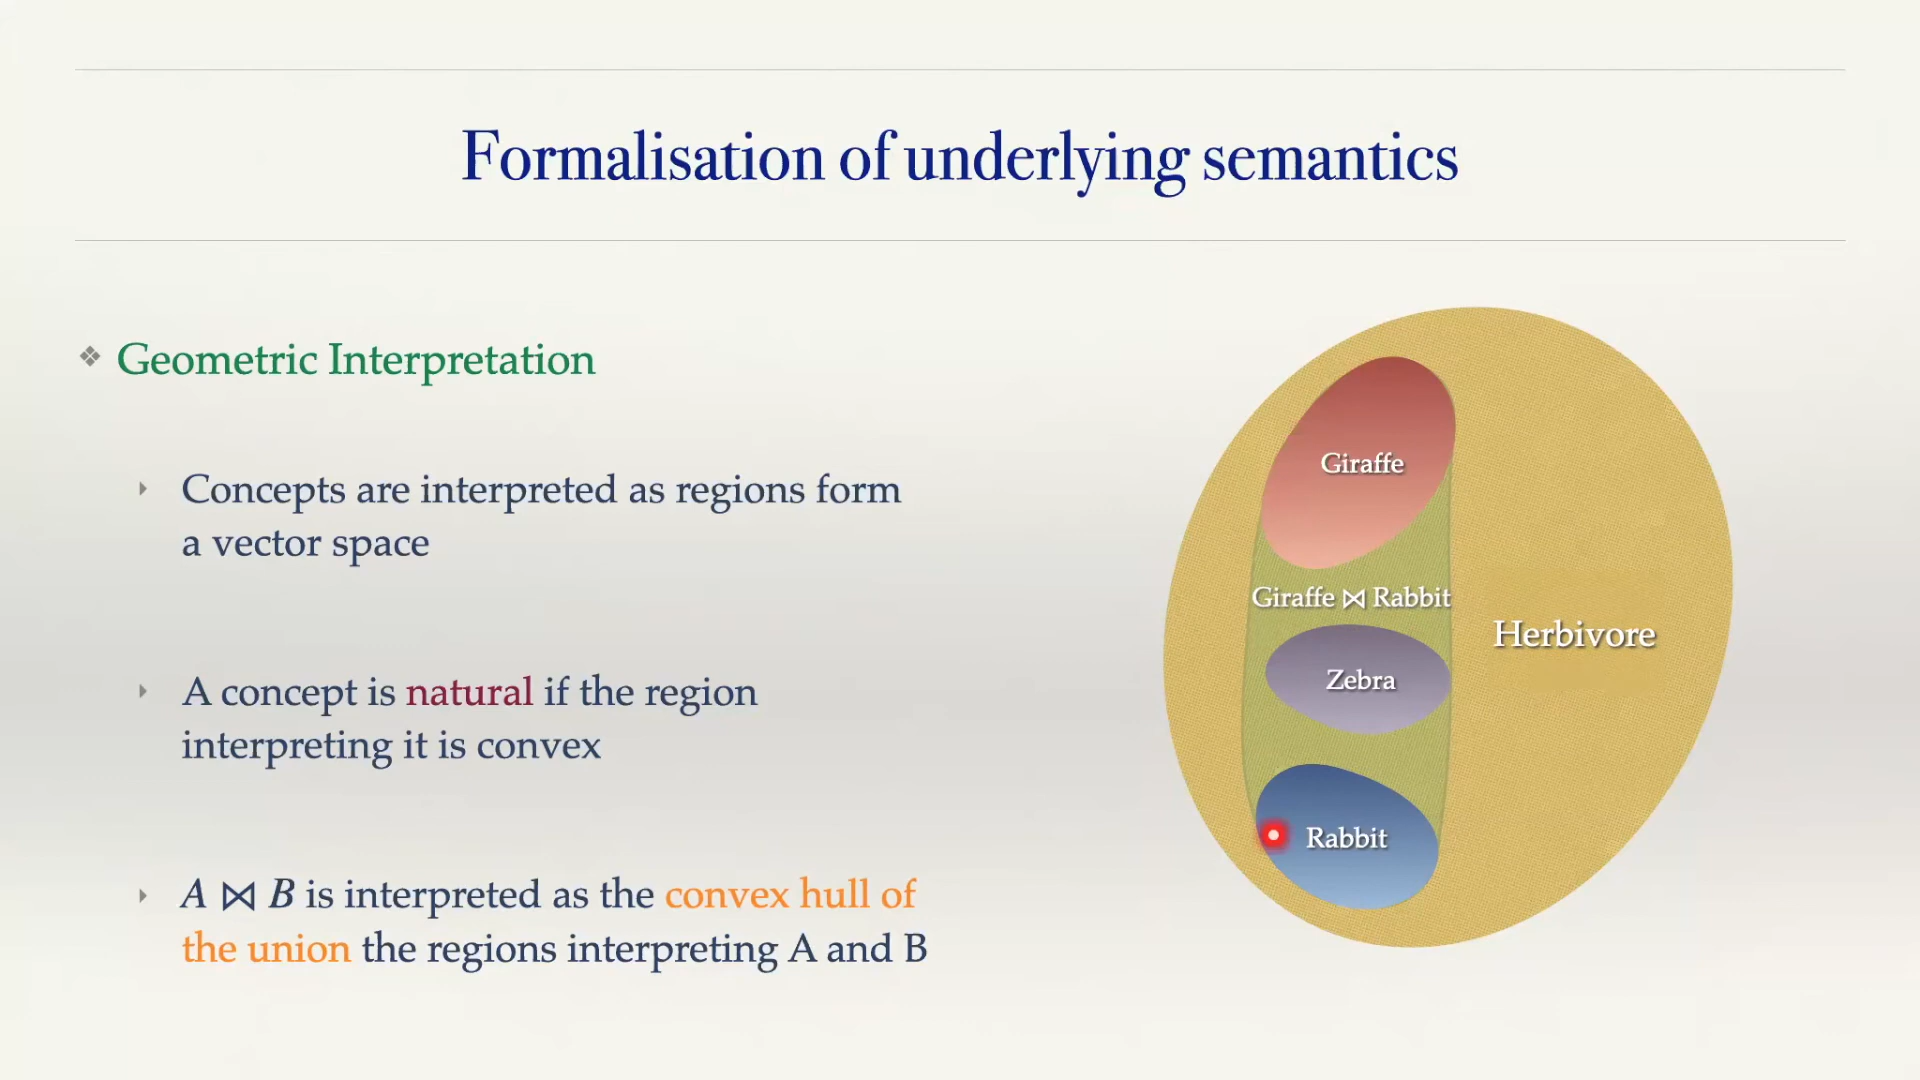 Formalisation of underlying semantics
Geometric Interpretation
Concepts are interpreted as regions form
a vector space
A concept is natural if the region
interpreting it is convex
A ⋈ B is interpreted as the convex hull of
the union the regions interpreting A and B
Giraffe
Giraffe ⋈ Rabbit
Herbivore
Zebra
Rabbit